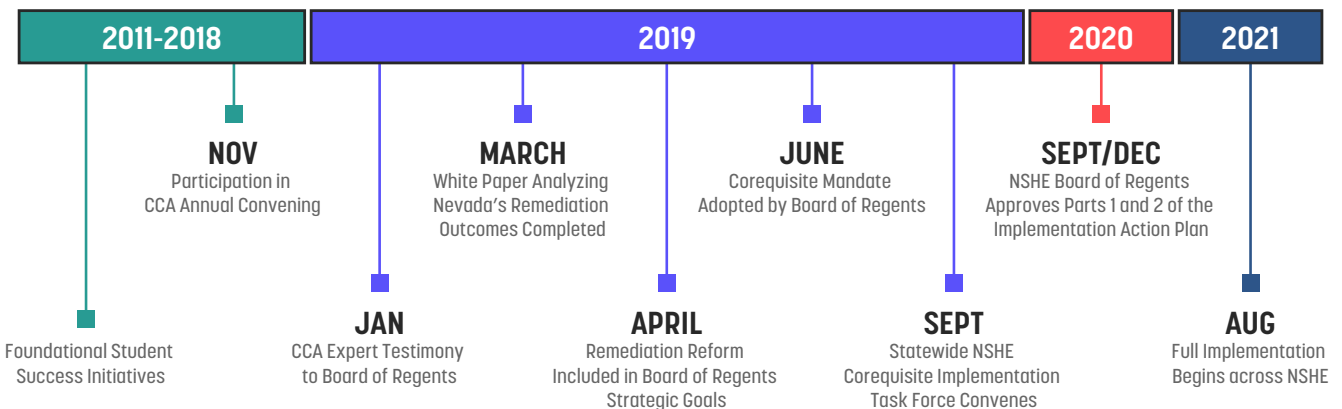 2011-2018
2019
2020
2021
NOV
Participation in
CCA Annual Convening
MARCH
White Paper Analyzing
Nevada's Remediation
Outcomes Completed
JUNE
Corequisite Mandate
Adopted by Board of Regents
SEPT/DEC
NSHE Board of Regents
Approves Parts 1 and 2 of the
Implementation Action Plan
Foundational Student
Success Initiatives
JAN
CCA Expert Testimony
to Board of Regents
APRIL
Remediation Reform
Included in Board of Regents
Strategic Goals
SEPT
Statewide NSHE
Corequisite Implementation
Task Force Convenes
AUG
Full Implementation
Begins across NSHE